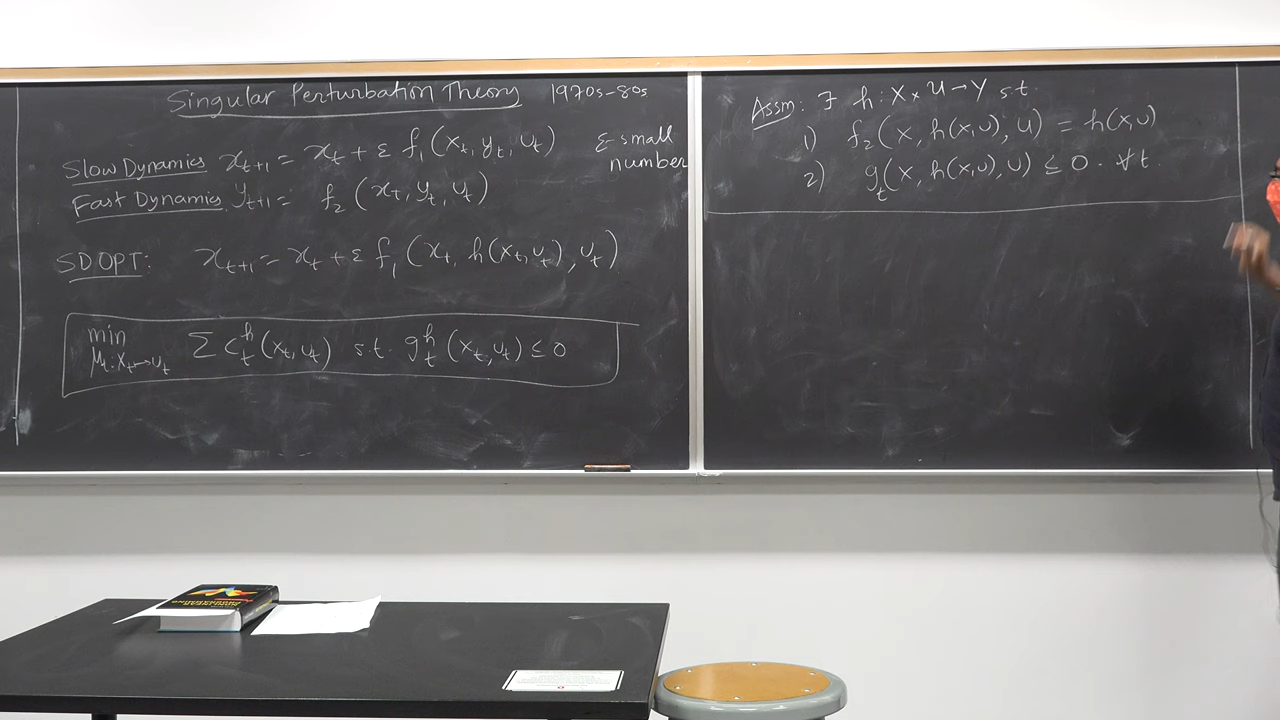 Singular Perturbation Theory 1970s-80s
Slow Dynamics x_{t+1} = x_t + ε f_1(x_t, y_t, u_t)
ε-small number
Fast Dynamics y_{t+1} = f_2(x_t, y_t, u_t)
SDOPT: x_{t+1} = x_t + ε f_1(x_t, h(x_t, u_t), u_t)
min μ_t: x_t ↦ u_t Σ c_t^h(x_t, u_t) s.t. g_t^h(x_t, u_t) ≤ 0
Assm: ∃ h: X × U → Y s.t.
1) f_2(x, h(x,u), u) = h(x,u)
2) g_t(x, h(x,u), u) ≤ 0. ∀t.